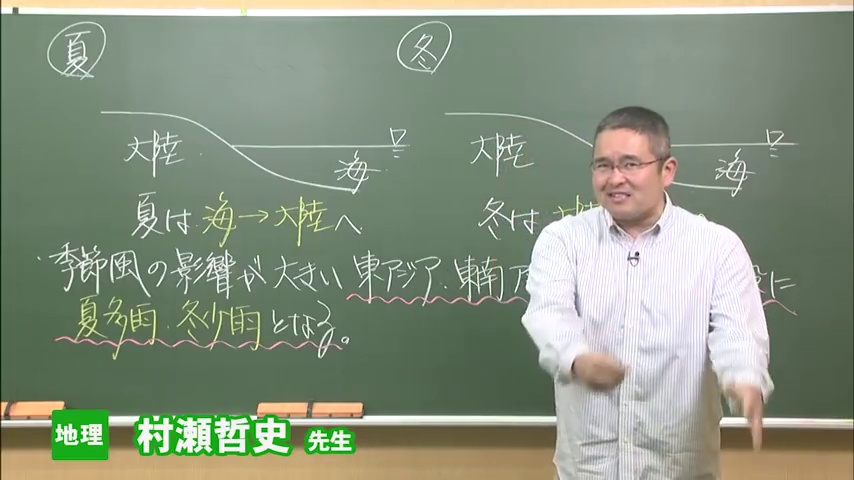 夏
冬
大陸
海
大陸
海
夏は 海→大陸へ
冬は
季節風の影響が大きい 東アジア・東南ア
に
夏多雨・冬少雨となる。
地理 村瀬哲史 先生